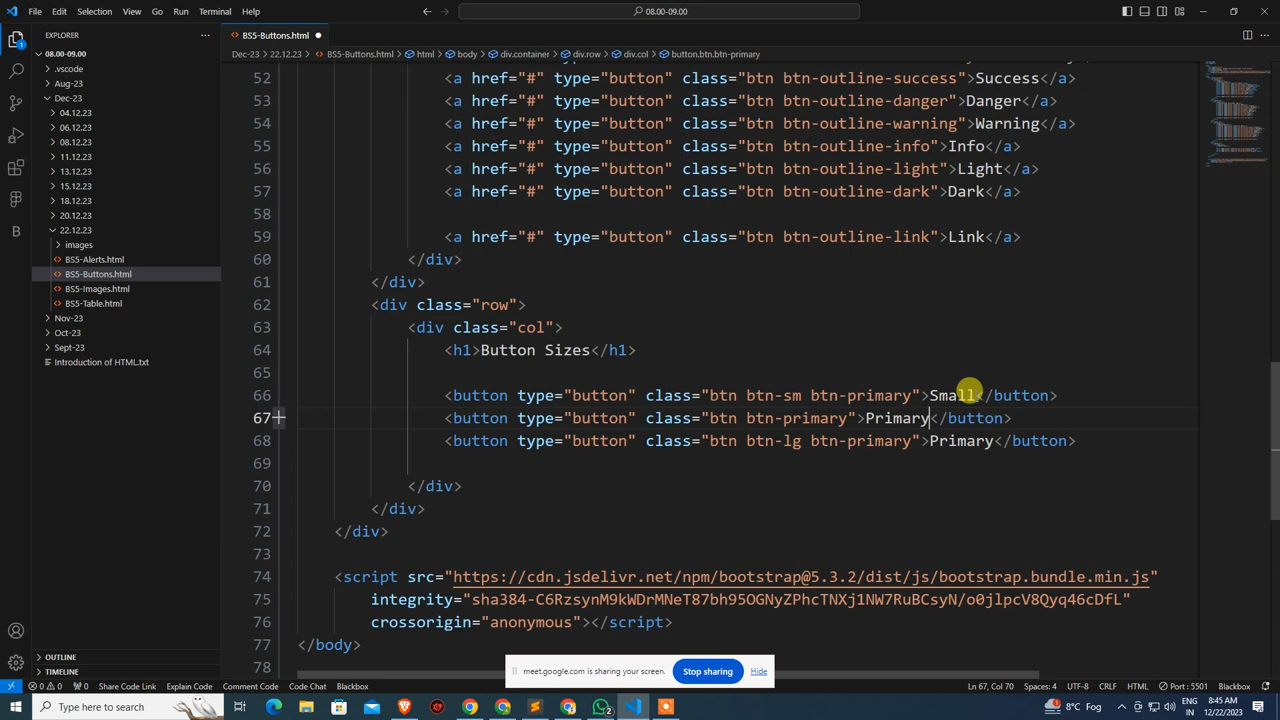 File Edit Selection View Go Run Terminal Help
08.00-09.00
EXPLORER
BS5-Buttons.html
08.00-09.00
Dec-23 > 22.12.23 > BS5-Buttons.html > html > body > div.container > div.row > div.col > button.btn.btn-primary
.vscode
Aug-23
Dec-23
04.12.23
06.12.23
08.12.23
11.12.23
13.12.23
15.12.23
18.12.23
20.12.23
22.12.23
images
BS5-Alerts.html
BS5-Buttons.html
BS5-Images.html
BS5-Table.html
Nov-23
Oct-23
Sept-23
Introduction of HTML.txt
OUTLINE
TIMELINE
52 <a href="#" type="button" class="btn btn-outline-success">Success</a>
53 <a href="#" type="button" class="btn btn-outline-danger">Danger</a>
54 <a href="#" type="button" class="btn btn-outline-warning">Warning</a>
55 <a href="#" type="button" class="btn btn-outline-info">Info</a>
56 <a href="#" type="button" class="btn btn-outline-light">Light</a>
57 <a href="#" type="button" class="btn btn-outline-dark">Dark</a>
58
59 <a href="#" type="button" class="btn btn-outline-link">Link</a>
60 </div>
61 </div>
62 <div class="row">
63 <div class="col">
64 <h1>Button Sizes</h1>
65
66 <button type="button" class="btn btn-sm btn-primary">Small</button>
67 <button type="button" class="btn btn-primary">Primary</button>
68 <button type="button" class="btn btn-lg btn-primary">Primary</button>
69
70 </div>
71 </div>
72 </div>
73
74 <script src="https://cdn.jsdelivr.net/npm/bootstrap@5.3.2/dist/js/bootstrap.bundle.min.js"
75 integrity="sha384-C6RzsynM9kWDrMNeT87bh95OGNyZPhcTNXj1NW7RuBCsyN/o0jlpcV8Qyq46cDfL"
76 crossorigin="anonymous"></script>
77 </body>
78
meet.google.com is sharing your screen. Stop sharing Hide
0 0 0 Share Code Link Explain Code Comment Code Code Chat Blackbox
Ln 67, Col 70 Spaces: 4 UTF-8 CRLF HTML Port : 5501 Blackbox
Type here to search
8°C Fog
ENG IN
8:45 AM
12/22/2023